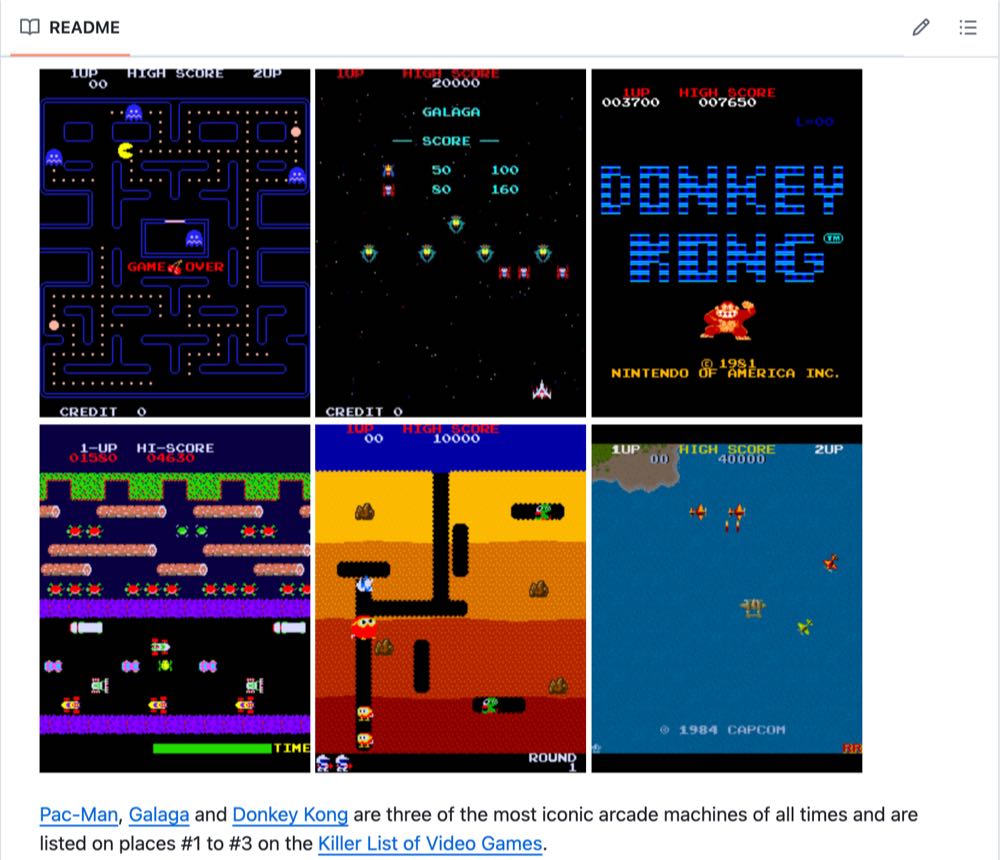 README
1UP HIGH SCORE 2UP
00
GAME OVER
CREDIT 0
1UP HIGH SCORE
20000
GALAGA
— SCORE —
50 100
80 160
CREDIT 0
1UP HIGH SCORE
003700 007650
L=00
DONKEY
KONG TM
© 1981
NINTENDO OF AMERICA INC.
1-UP HI-SCORE
01580 04630
TIME
1UP HIGH SCORE
00 10000
ROUND
1
1UP HIGH SCORE 2UP
00 40000
© 1984 CAPCOM
RR
Pac-Man, Galaga and Donkey Kong are three of the most iconic arcade machines of all times and are
listed on places #1 to #3 on the Killer List of Video Games.